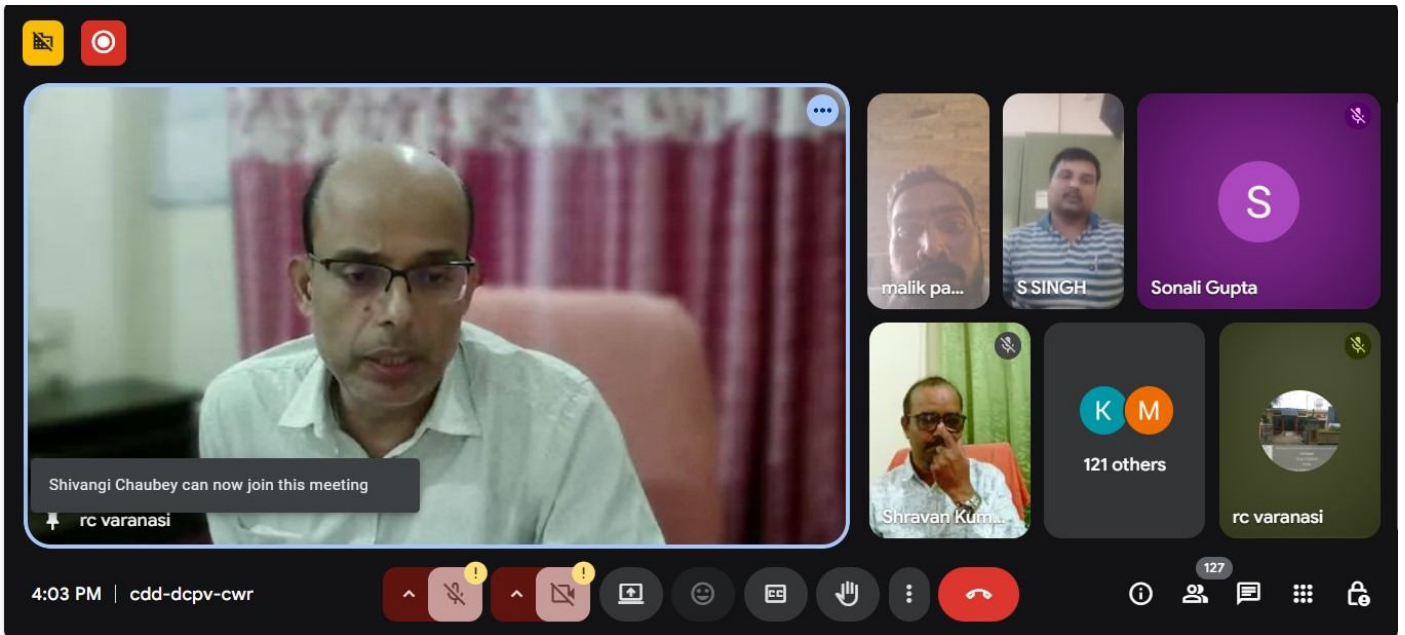 malik pa...
S SINGH
S
Sonali Gupta
Shivangi Chaubey can now join this meeting
rc varanasi
Shravan Kum...
K M
121 others
rc varanasi
4:03 PM | cdd-dcpv-cwr
!
!
CC
127